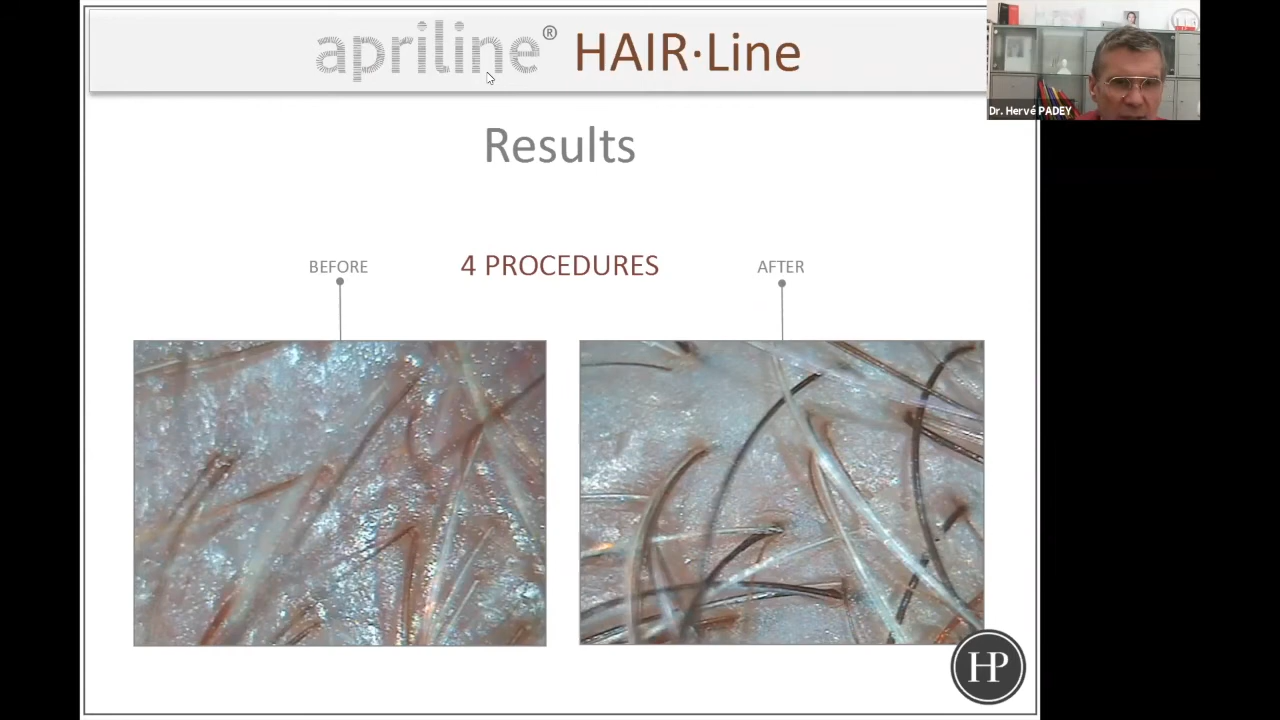 apriline® HAIR·Line
Dr. Hervé PADEY
Results
BEFORE
4 PROCEDURES
AFTER
HP